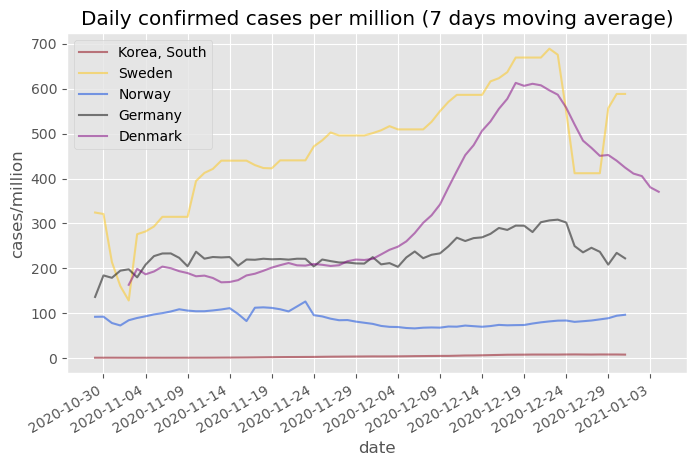 Daily confirmed cases per million (7 days moving average)
700
600
500
400
300
200
100
0
cases/million
Korea, South
Sweden
Norway
Germany
Denmark
2020-10-30
2020-11-04
2020-11-09
2020-11-14
2020-11-19
2020-11-24
2020-11-29
2020-12-04
2020-12-09
2020-12-14
2020-12-19
2020-12-24
2020-12-29
2021-01-03
date